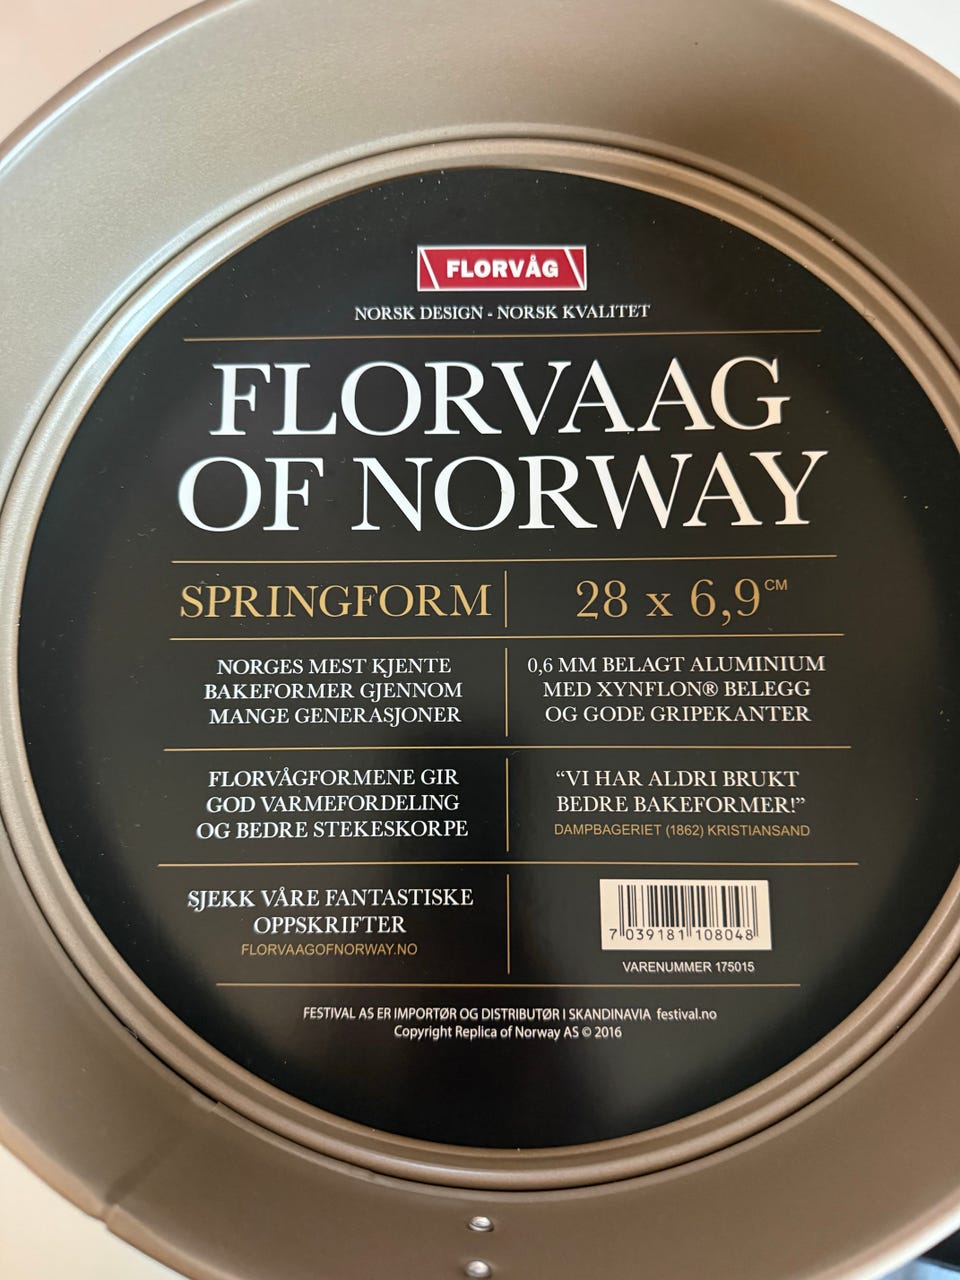 FLORVÅG
NORSK DESIGN - NORSK KVALITET
FLORVAAG
OF NORWAY
SPRINGFORM
28 x 6,9 CM
NORGES MEST KJENTE
BAKEFORMER GJENNOM
MANGE GENERASJONER
0,6 MM BELAGT ALUMINIUM
MED XYNFLON® BELEGG
OG GODE GRIPEKANTER
FLORVÅGFORMENE GIR
GOD VARMEFORDELING
OG BEDRE STEKESKORPE
“VI HAR ALDRI BRUKT
BEDRE BAKEFORMER!”
DAMPBAGERIET (1862) KRISTIANSAND
SJEKK VÅRE FANTASTISKE
OPPSKRIFTER
FLORVAAGOFNORWAY.NO
7 039181 108048
VARENUMMER 175015
FESTIVAL AS ER IMPORTØR OG DISTRIBUTØR I SKANDINAVIA festival.no
Copyright Replica of Norway AS © 2016